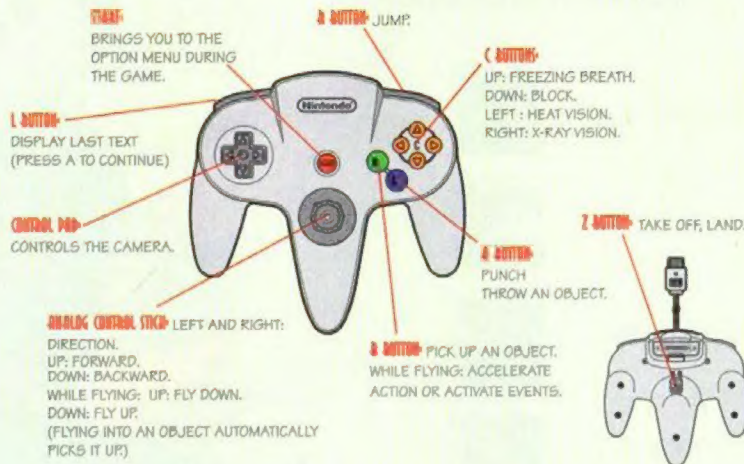 START:
BRINGS YOU TO THE
OPTION MENU DURING
THE GAME.
R BUTTON: JUMP.
C BUTTONS:
UP: FREEZING BREATH.
DOWN: BLOCK.
LEFT : HEAT VISION.
RIGHT: X-RAY VISION.
L BUTTON:
DISPLAY LAST TEXT
(PRESS A TO CONTINUE)
Nintendo
C
B
A
CONTROL PAD:
CONTROLS THE CAMERA.
Z BUTTON: TAKE OFF, LAND.
A BUTTON:
PUNCH
THROW AN OBJECT.
ANALOG CONTROL STICK: LEFT AND RIGHT:
DIRECTION.
UP: FORWARD.
DOWN: BACKWARD.
WHILE FLYING: UP: FLY DOWN.
DOWN: FLY UP.
(FLYING INTO AN OBJECT AUTOMATICALLY
PICKS IT UP.)
B BUTTON: PICK UP AN OBJECT.
WHILE FLYING: ACCELERATE
ACTION OR ACTIVATE EVENTS.